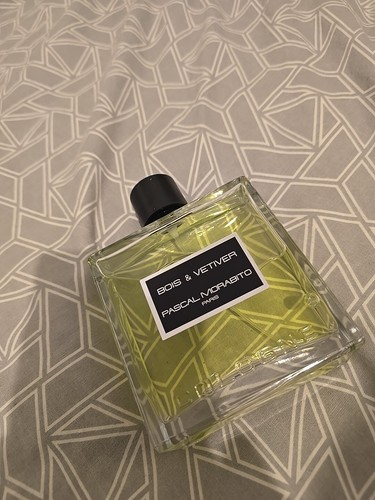 BOIS & VETIVER
PASCAL MORABITO
PARIS